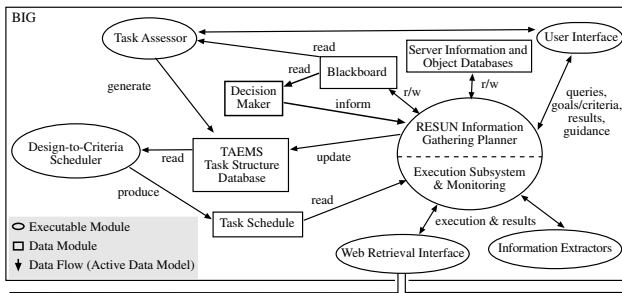 BIG
Task Assessor
User Interface
read
Server Information and
Object Databases
Blackboard
generate
read
Decision
Maker
r/w
r/w
inform
queries,
goals/criteria,
results,
guidance
RESUN Information
Gathering Planner
Design-to-Criteria
Scheduler
read
TAEMS
Task Structure
Database
update
Execution Subsystem
& Monitoring
produce
Task Schedule
read
execution & results
Executable Module
Data Module
Data Flow (Active Data Model)
Web Retrieval Interface
Information Extractors